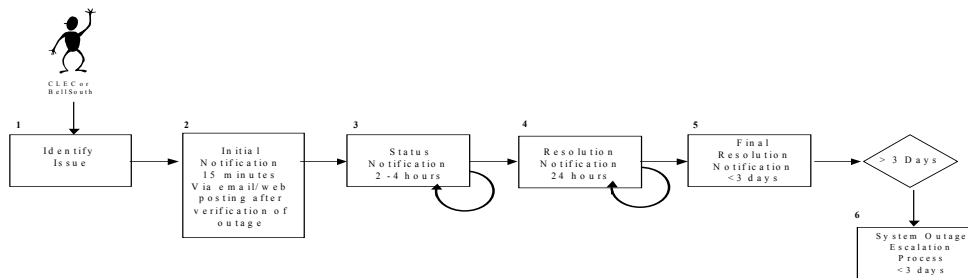 CLEC or
BellSouth
1
Identify
Issue
2
Initial
Notification
15 minutes
Via email/web
posting after
verification of
outage
3
Status
Notification
2 -4 hours
4
Resolution
Notification
24 hours
5
Final
Resolution
Notification
<3 days
> 3 Days
6
System Outage
Escalation
Process
<3 days